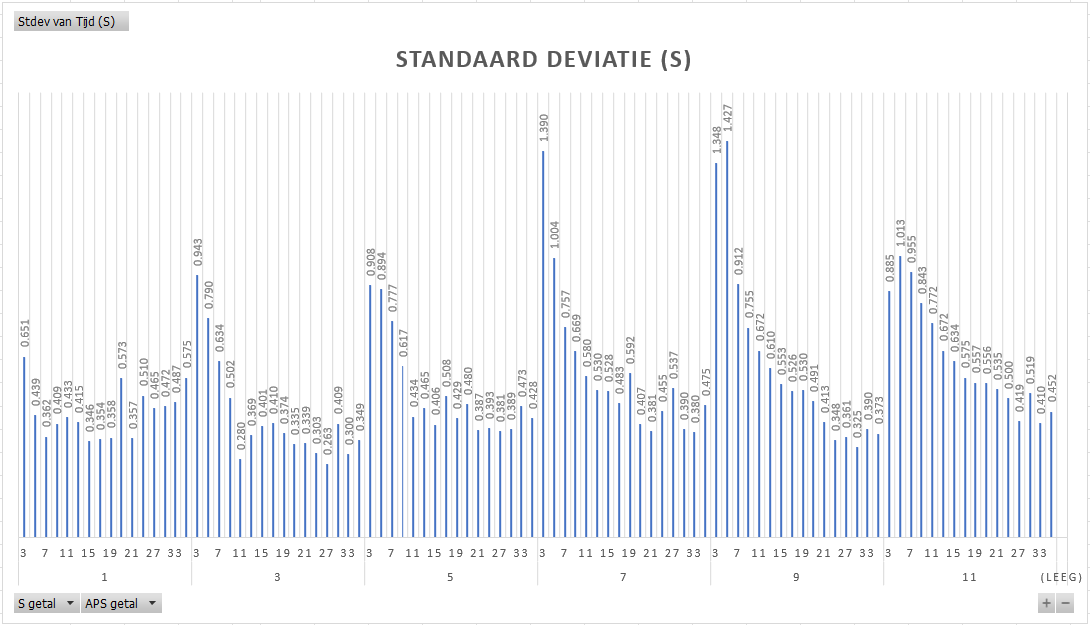 Stdev van Tijd (S)
STANDAARD DEVIATIE (S)
0.651 0.439 0.362 0.409 0.433 0.415 0.346 0.354 0.358 0.573 0.357 0.510 0.465 0.472 0.487 0.575
0.943 0.790 0.634 0.502 0.280 0.369 0.401 0.410 0.374 0.335 0.339 0.303 0.263 0.409 0.300 0.349
0.908 0.894 0.777 0.617 0.434 0.465 0.406 0.508 0.429 0.480 0.387 0.393 0.381 0.389 0.473 0.428
1.390 1.004 0.757 0.669 0.580 0.530 0.528 0.483 0.592 0.407 0.381 0.455 0.537 0.390 0.380 0.475
1.348 1.427 0.912 0.755 0.672 0.610 0.553 0.526 0.530 0.491 0.413 0.348 0.361 0.325 0.390 0.373
0.885 1.013 0.955 0.843 0.772 0.672 0.634 0.575 0.557 0.556 0.535 0.500 0.419 0.519 0.410 0.452
3 7 11 15 19 21 27 33 3 7 11 15 19 21 27 33 3 7 11 15 19 21 27 33 3 7 11 15 19 21 27 33 3 7 11 15 19 21 27 33 3 7 11 15 19 21 27 33
1 3 5 7 9 11 (LEEG)
S getal APS getal + −